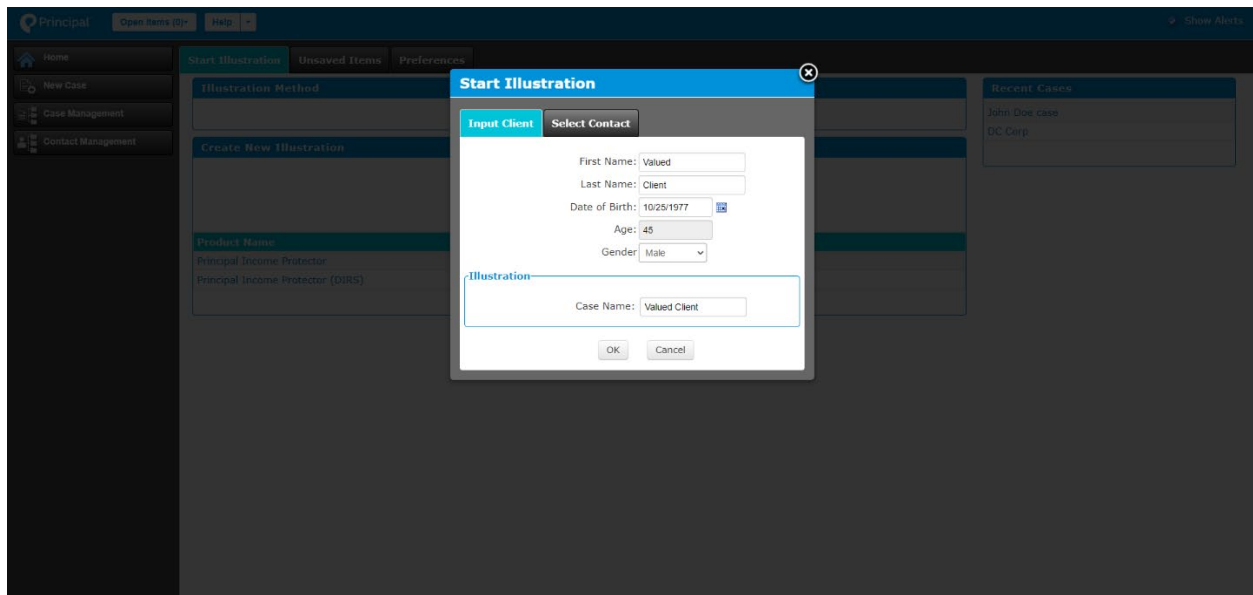 Principal Open Items (0) Help Show Alerts
Home
New Case
Case Management
Contact Management
Start Illustration Unsaved Items Preferences
Illustration Method
Create New Illustration
Product Name
Principal Income Protector
Principal Income Protector (DIRS)
Start Illustration
Input Client Select Contact
First Name: Valued
Last Name: Client
Date of Birth: 10/25/1977
Age: 45
Gender Male
Illustration
Case Name: Valued Client
OK Cancel
Recent Cases
John Doe case
DC Corp